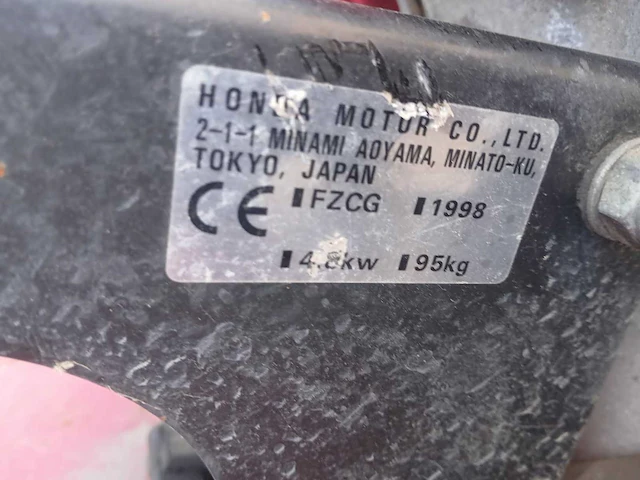 HONDA MOTOR CO., LTD.
2-1-1 MINAMI AOYAMA, MINATO-KU,
TOKYO, JAPAN
CE FZCG 1998
4.8kw 95kg